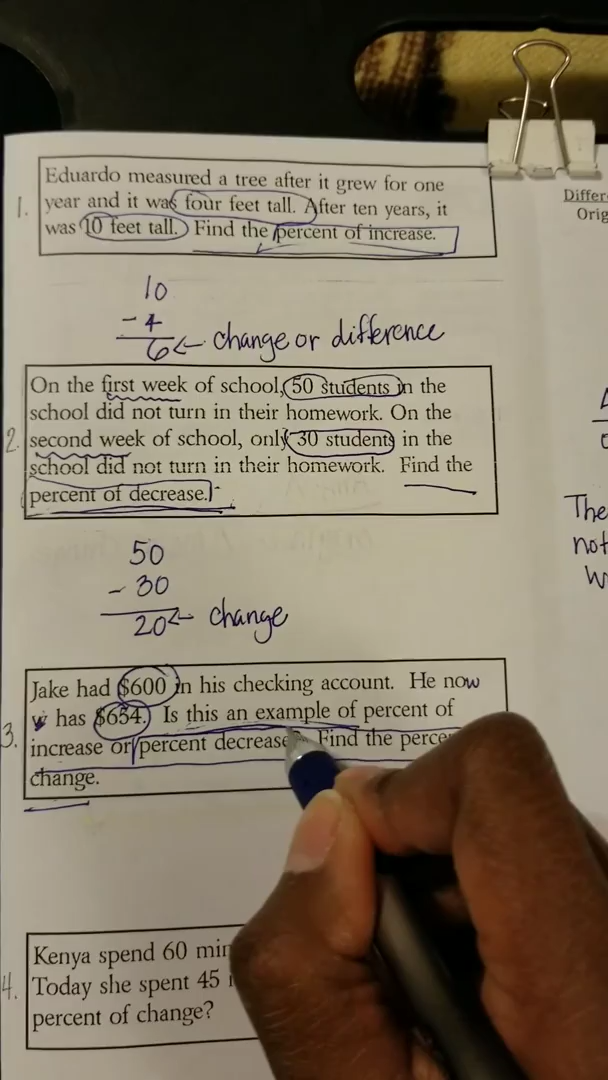 1.
Eduardo measured a tree after it grew for one
year and it was four feet tall. After ten years, it
was 10 feet tall. Find the percent of increase.
10
- 4
6 ← change or difference
2.
On the first week of school, 50 students in the
school did not turn in their homework. On the
second week of school, only 30 students in the
school did not turn in their homework. Find the
percent of decrease.
50
- 30
20 ← change
3.
Jake had $600 in his checking account. He now
has $654. Is this an example of percent of
increase or percent decrease? Find the
change.
4.
Kenya spend 60
Today she spent 45
percent of change?
Differ
Orig
The
not